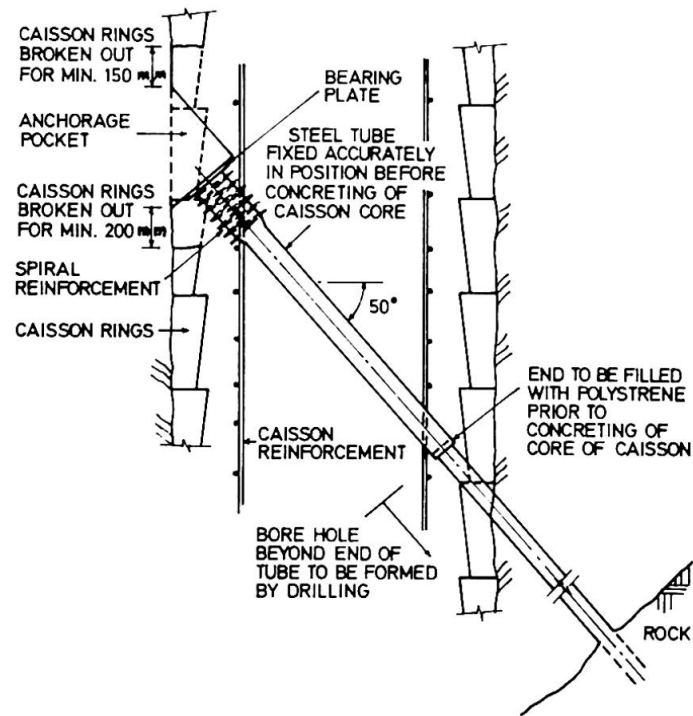 CAISSON RINGS
BROKEN OUT
FOR MIN. 150 mm
ANCHORAGE
POCKET
CAISSON RINGS
BROKEN OUT
FOR MIN. 200 mm
SPIRAL
REINFORCEMENT
CAISSON RINGS
BEARING
PLATE
STEEL TUBE
FIXED ACCURATELY
IN POSITION BEFORE
CONCRETING OF
CAISSON CORE
50°
CAISSON
REINFORCEMENT
BORE HOLE
BEYOND END OF
TUBE TO BE FORMED
BY DRILLING
END TO BE FILLED
WITH POLYSTRENE
PRIOR TO
CONCRETING OF
CORE OF CAISSON
ROCK